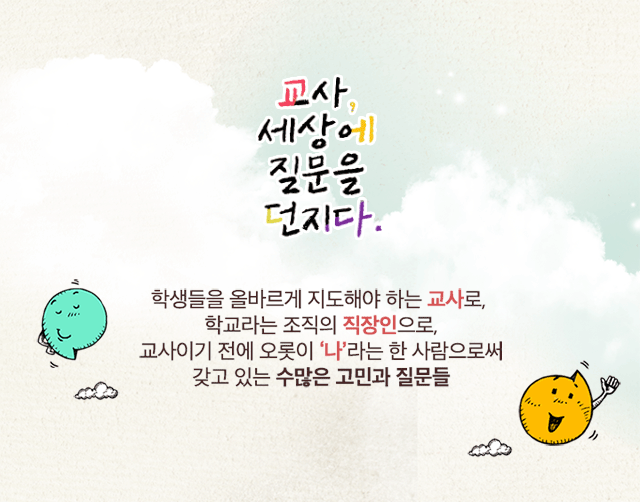 교사,
세상에
질문을
던지다.
학생들을 올바르게 지도해야 하는 교사로,
학교라는 조직의 직장인으로,
교사이기 전에 오롯이 ‘나’라는 한 사람으로써
갖고 있는 수많은 고민과 질문들